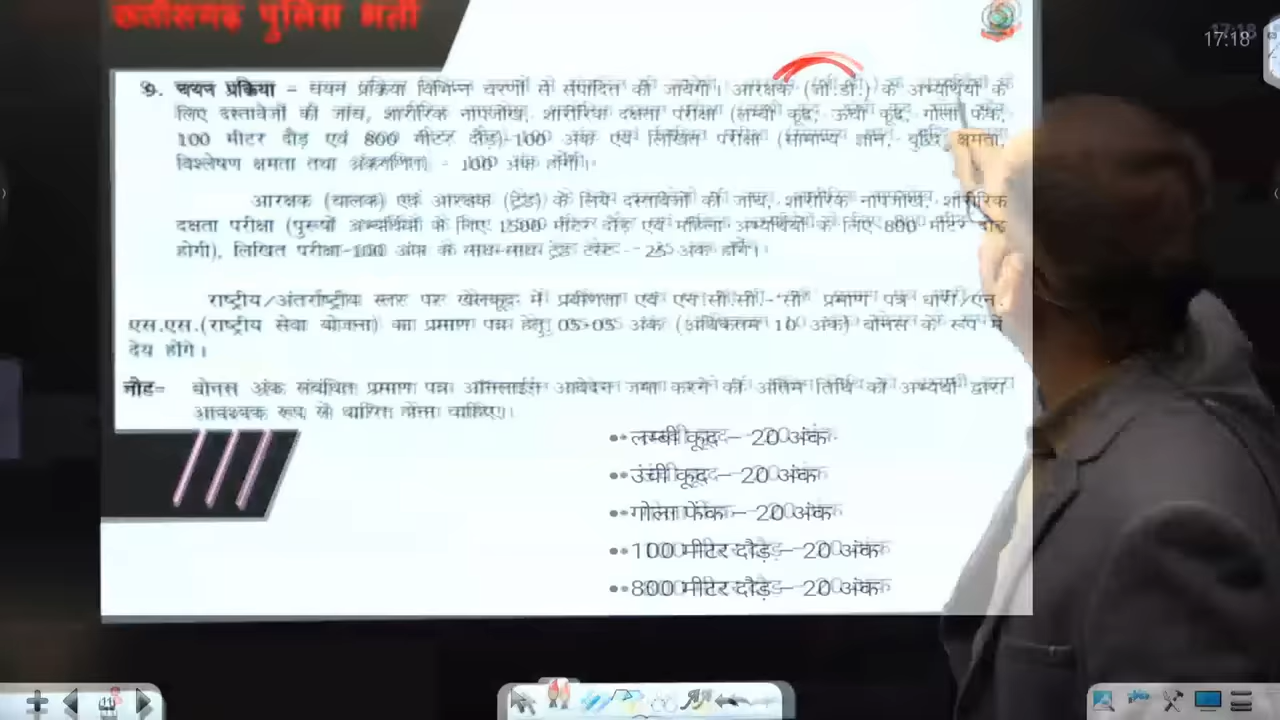 छत्तीसगढ़ पुलिस भर्ती
17:18
9. चयन प्रक्रिया – चयन प्रक्रिया विभिन्न चरणों से संपादित की जायेगी। आरक्षक (जी.डी.) के अभ्यर्थियों के
लिए दस्तावेजों की जांच, शारीरिक नापजोख, शारीरिक दक्षता परीक्षा (लम्बी कूद, ऊंची कूद, गोला फेंक,
100 मीटर दौड़ एवं 800 मीटर दौड़)-100 अंक एवं लिखित परीक्षा (सामान्य ज्ञान, बुद्धि क्षमता,
विश्लेषण क्षमता तथा अंकगणित) - 100 अंक होंगी।
आरक्षक (चालक) एवं आरक्षक (ट्रेड) के लिये दस्तावेजों की जांच, शारीरिक नापजोख, शारीरिक
दक्षता परीक्षा (पुरूषों अभ्यर्थियों के लिए 1500 मीटर दौड़ एवं महिला अभ्यर्थियों के लिए 800 मीटर दौड़
होगी), लिखित परीक्षा-100 अंक के साथ-साथ ट्रेड टेस्ट - 25 अंक होंगे।
राष्ट्रीय/अंतर्राष्ट्रीय स्तर पर खेलकूद में प्रवीणता एवं एन.सी.सी.-'सी' प्रमाण पत्र धारी/एन.
एस.एस.(राष्ट्रीय सेवा योजना) का प्रमाण पत्र हेतु 05-05 अंक (अधिकतम 10 अंक) बोनस के रूप में
देय होंगे।
नोट- बोनस अंक संबंधित प्रमाण पत्र ऑनलाईन आवेदन जमा करने की अंतिम तिथि को अभ्यर्थी द्वारा
आवश्यक रूप से धारित होना चाहिए।
• लम्बी कूद – 20 अंक
• उंची कूद – 20 अंक
• गोला फेंक – 20 अंक
• 100 मीटर दौड़े – 20 अंक
• 800 मीटर दौड़े – 20 अंक
11